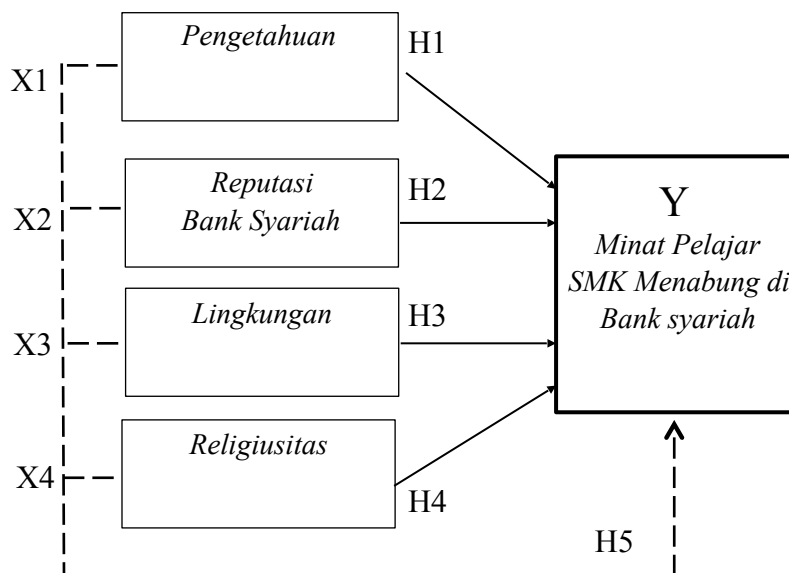 Pengetahuan
H1
X1
Reputasi
Bank Syariah
H2
X2
Lingkungan
H3
X3
Religiusitas
H4
X4
Y
Minat Pelajar
SMK Menabung di
Bank syariah
H5